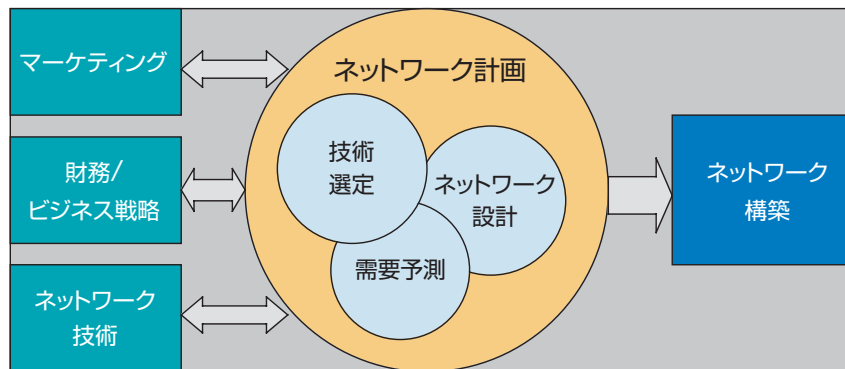 マーケティング
財務/
ビジネス戦略
ネットワーク
技術
ネットワーク計画
技術
選定
ネットワーク
設計
需要予測
ネットワーク
構築